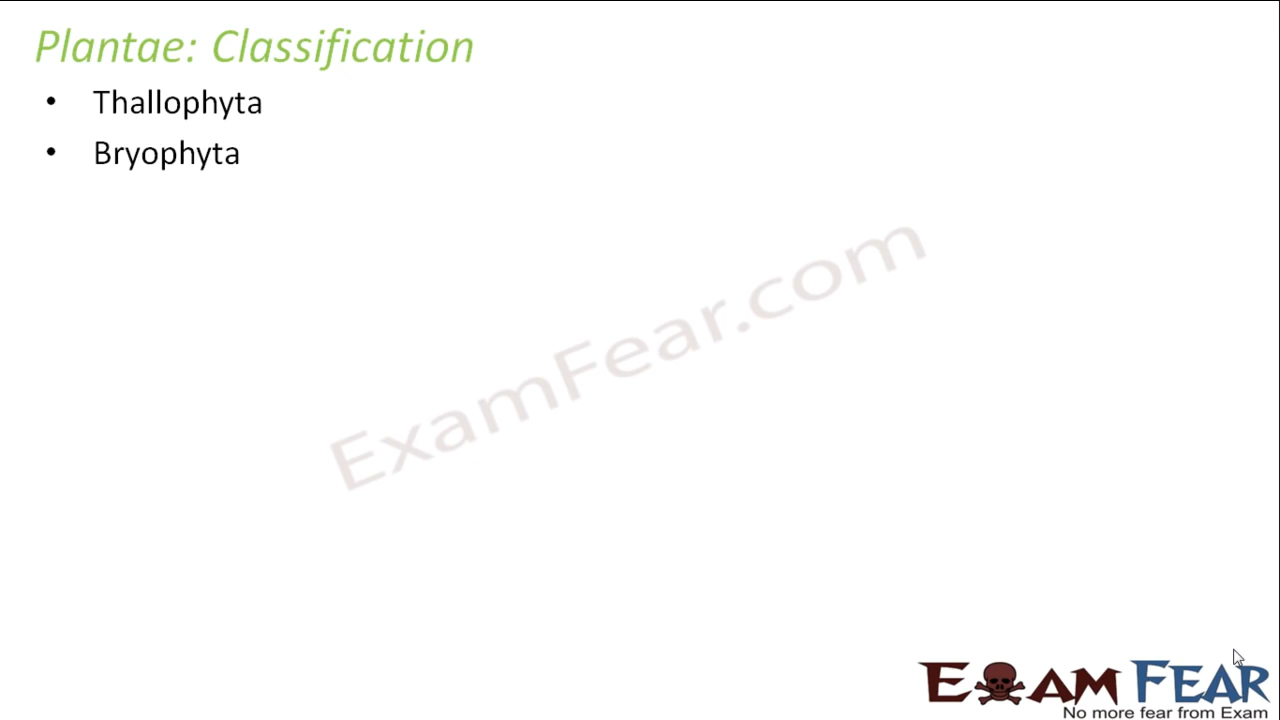 Plantae: Classification
• Thallophyta
• Bryophyta
ExamFear.com
EXAM FEAR
No more fear from Exam